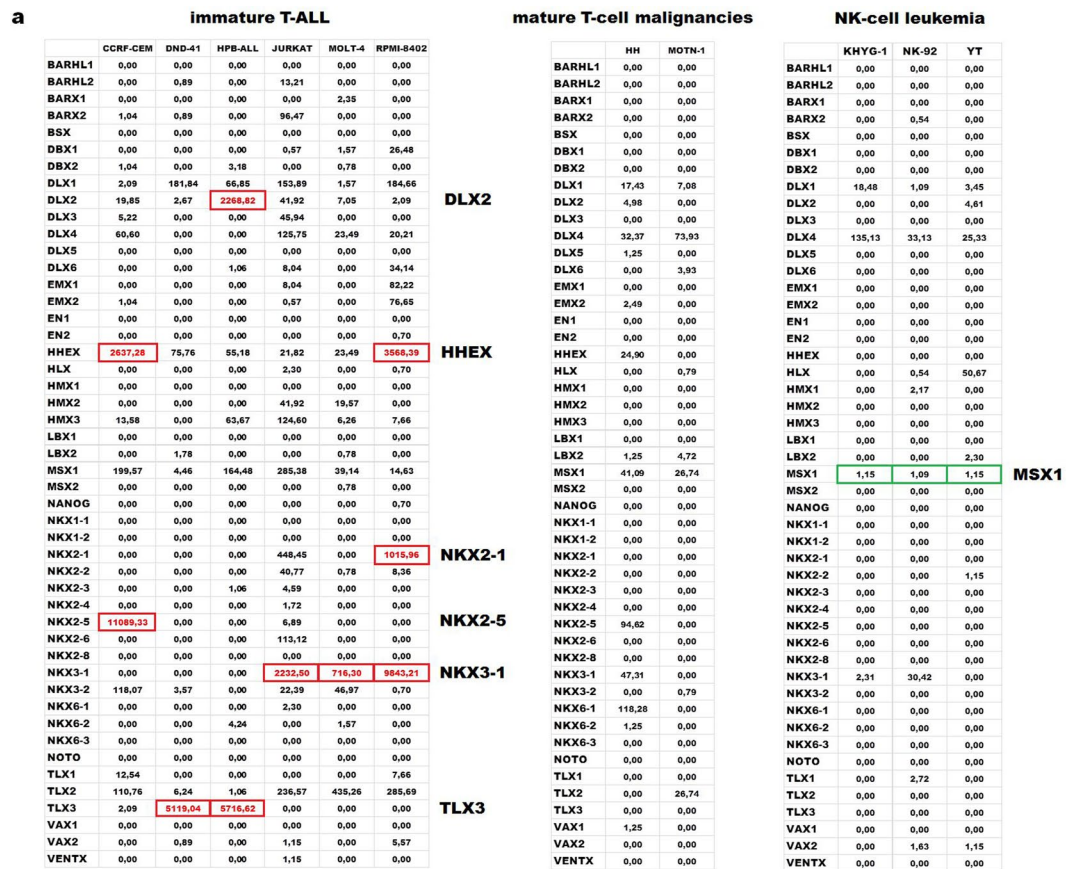 a
immature T-ALL
CCRF-CEM DND-41 HPB-ALL JURKAT MOLT-4 RPMI-8402
BARHL1 0,00 0,00 0,00 0,00 0,00 0,00
BARHL2 0,00 0,89 0,00 13,21 0,00 0,00
BARX1 0,00 0,00 0,00 0,00 2,35 0,00
BARX2 1,04 0,89 0,00 96,47 0,00 0,00
BSX 0,00 0,00 0,00 0,00 0,00 0,00
DBX1 0,00 0,00 0,00 0,57 1,57 26,48
DBX2 1,04 0,00 3,18 0,00 0,78 0,00
DLX1 2,09 181,84 66,85 153,89 1,57 184,66
DLX2 19,85 2,67 2268,82 41,92 7,05 2,09 DLX2
DLX3 5,22 0,00 0,00 45,94 0,00 0,00
DLX4 60,60 0,00 0,00 125,75 23,49 20,21
DLX5 0,00 0,00 0,00 0,00 0,00 0,00
DLX6 0,00 0,00 1,06 8,04 0,00 34,14
EMX1 0,00 0,00 0,00 8,04 0,00 82,22
EMX2 1,04 0,00 0,00 0,57 0,00 76,65
EN1 0,00 0,00 0,00 0,00 0,00 0,00
EN2 0,00 0,00 0,00 0,00 0,00 0,70
HHEX 2637,28 75,76 55,18 21,82 23,49 3568,39 HHEX
HLX 0,00 0,00 0,00 2,30 0,00 0,70
HMX1 0,00 0,00 0,00 0,00 0,00 0,00
HMX2 0,00 0,00 0,00 41,92 19,57 0,00
HMX3 13,58 0,00 63,67 124,60 6,26 7,66
LBX1 0,00 0,00 0,00 0,00 0,00 0,00
LBX2 0,00 1,78 0,00 0,00 0,78 0,00
MSX1 199,57 4,46 164,48 285,38 39,14 14,63
MSX2 0,00 0,00 0,00 0,00 0,78 0,00
NANOG 0,00 0,00 0,00 0,00 0,00 0,70
NKX1-1 0,00 0,00 0,00 0,00 0,00 0,00
NKX1-2 0,00 0,00 0,00 0,00 0,00 0,00
NKX2-1 0,00 0,00 0,00 448,45 0,00 1015,96 NKX2-1
NKX2-2 0,00 0,00 0,00 40,77 0,78 8,36
NKX2-3 0,00 0,00 1,06 4,59 0,00 0,00
NKX2-4 0,00 0,00 0,00 1,72 0,00 0,00
NKX2-5 11089,33 0,00 0,00 6,89 0,00 0,00 NKX2-5
NKX2-6 0,00 0,00 0,00 113,12 0,00 0,00
NKX2-8 0,00 0,00 0,00 0,00 0,00 0,00
NKX3-1 0,00 0,00 0,00 2232,50 716,30 9843,21 NKX3-1
NKX3-2 118,07 3,57 0,00 22,39 46,97 0,70
NKX6-1 0,00 0,00 0,00 2,30 0,00 0,00
NKX6-2 0,00 0,00 4,24 0,00 1,57 0,00
NKX6-3 0,00 0,00 0,00 0,00 0,00 0,00
NOTO 0,00 0,00 0,00 0,00 0,00 0,00
TLX1 12,54 0,00 0,00 0,00 0,00 7,66
TLX2 110,76 6,24 1,06 236,57 435,26 285,69
TLX3 2,09 5119,04 5716,62 0,00 0,00 0,00 TLX3
VAX1 0,00 0,00 0,00 0,00 0,00 0,00
VAX2 0,00 0,89 0,00 1,15 0,00 5,57
VENTX 0,00 0,00 0,00 1,15 0,00 0,00
mature T-cell malignancies
HH MOTN-1
BARHL1 0,00 0,00
BARHL2 0,00 0,00
BARX1 0,00 0,00
BARX2 0,00 0,00
BSX 0,00 0,00
DBX1 0,00 0,00
DBX2 0,00 0,00
DLX1 17,43 7,08
DLX2 4,98 0,00
DLX3 0,00 0,00
DLX4 32,37 73,93
DLX5 1,25 0,00
DLX6 0,00 3,93
EMX1 0,00 0,00
EMX2 2,49 0,00
EN1 0,00 0,00
EN2 0,00 0,00
HHEX 24,90 0,00
HLX 0,00 0,79
HMX1 0,00 0,00
HMX2 0,00 0,00
HMX3 0,00 0,00
LBX1 0,00 0,00
LBX2 1,25 4,72
MSX1 41,09 26,74
MSX2 0,00 0,00
NANOG 0,00 0,00
NKX1-1 0,00 0,00
NKX1-2 0,00 0,00
NKX2-1 0,00 0,00
NKX2-2 0,00 0,00
NKX2-3 0,00 0,00
NKX2-4 0,00 0,00
NKX2-5 94,62 0,00
NKX2-6 0,00 0,00
NKX2-8 0,00 0,00
NKX3-1 47,31 0,00
NKX3-2 0,00 0,79
NKX6-1 118,28 0,00
NKX6-2 1,25 0,00
NKX6-3 0,00 0,00
NOTO 0,00 0,00
TLX1 0,00 0,00
TLX2 0,00 26,74
TLX3 0,00 0,00
VAX1 1,25 0,00
VAX2 0,00 0,00
VENTX 0,00 0,00
NK-cell leukemia
KHYG-1 NK-92 YT
BARHL1 0,00 0,00 0,00
BARHL2 0,00 0,00 0,00
BARX1 0,00 0,00 0,00
BARX2 0,00 0,54 0,00
BSX 0,00 0,00 0,00
DBX1 0,00 0,00 0,00
DBX2 0,00 0,00 0,00
DLX1 18,48 1,09 3,45
DLX2 0,00 0,00 4,61
DLX3 0,00 0,00 0,00
DLX4 135,13 33,13 25,33
DLX5 0,00 0,00 0,00
DLX6 0,00 0,00 0,00
EMX1 0,00 0,00 0,00
EMX2 0,00 0,00 0,00
EN1 0,00 0,00 0,00
EN2 0,00 0,00 0,00
HHEX 0,00 0,00 0,00
HLX 0,00 0,54 50,67
HMX1 0,00 2,17 0,00
HMX2 0,00 0,00 0,00
HMX3 0,00 0,00 0,00
LBX1 0,00 0,00 0,00
LBX2 0,00 0,00 2,30
MSX1 1,15 1,09 1,15 MSX1
MSX2 0,00 0,00 0,00
NANOG 0,00 0,00 0,00
NKX1-1 0,00 0,00 0,00
NKX1-2 0,00 0,00 0,00
NKX2-1 0,00 0,00 0,00
NKX2-2 0,00 0,00 1,15
NKX2-3 0,00 0,00 0,00
NKX2-4 0,00 0,00 0,00
NKX2-5 0,00 0,00 0,00
NKX2-6 0,00 0,00 0,00
NKX2-8 0,00 0,00 0,00
NKX3-1 2,31 30,42 0,00
NKX3-2 0,00 0,00 0,00
NKX6-1 0,00 0,00 0,00
NKX6-2 0,00 0,00 0,00
NKX6-3 0,00 0,00 0,00
NOTO 0,00 0,00 0,00
TLX1 0,00 2,72 0,00
TLX2 0,00 0,00 0,00
TLX3 0,00 0,00 0,00
VAX1 0,00 0,00 0,00
VAX2 0,00 1,63 1,15
VENTX 0,00 0,00 0,00